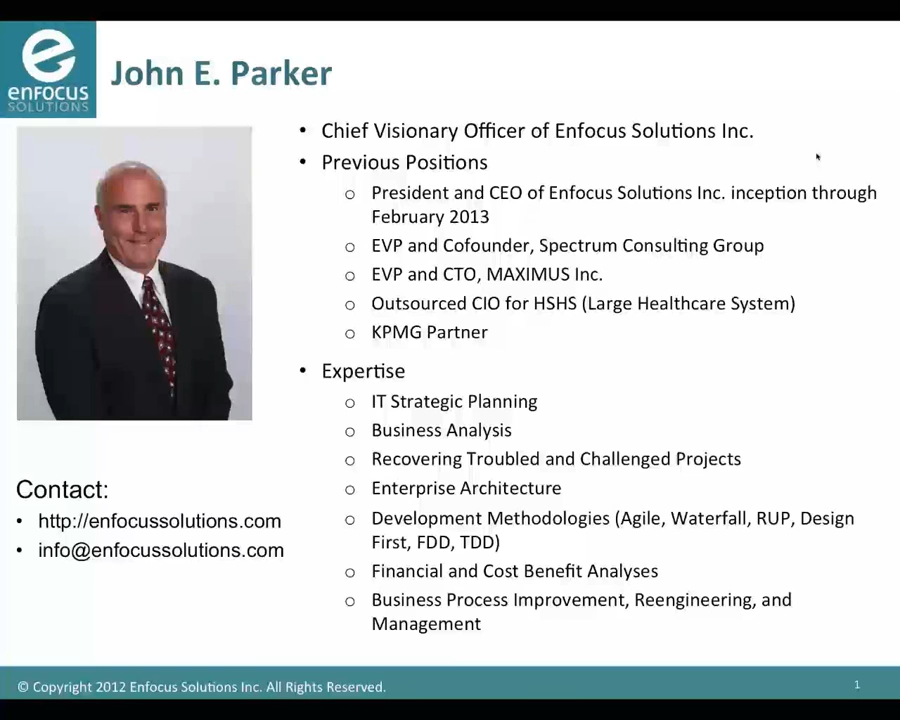 enfocus
SOLUTIONS
John E. Parker
• Chief Visionary Officer of Enfocus Solutions Inc.
• Previous Positions
o President and CEO of Enfocus Solutions Inc. inception through
February 2013
o EVP and Cofounder, Spectrum Consulting Group
o EVP and CTO, MAXIMUS Inc.
o Outsourced CIO for HSHS (Large Healthcare System)
o KPMG Partner
• Expertise
o IT Strategic Planning
o Business Analysis
o Recovering Troubled and Challenged Projects
o Enterprise Architecture
o Development Methodologies (Agile, Waterfall, RUP, Design
First, FDD, TDD)
o Financial and Cost Benefit Analyses
o Business Process Improvement, Reengineering, and
Management
Contact:
• http://enfocussolutions.com
• info@enfocussolutions.com
© Copyright 2012 Enfocus Solutions Inc. All Rights Reserved.
1